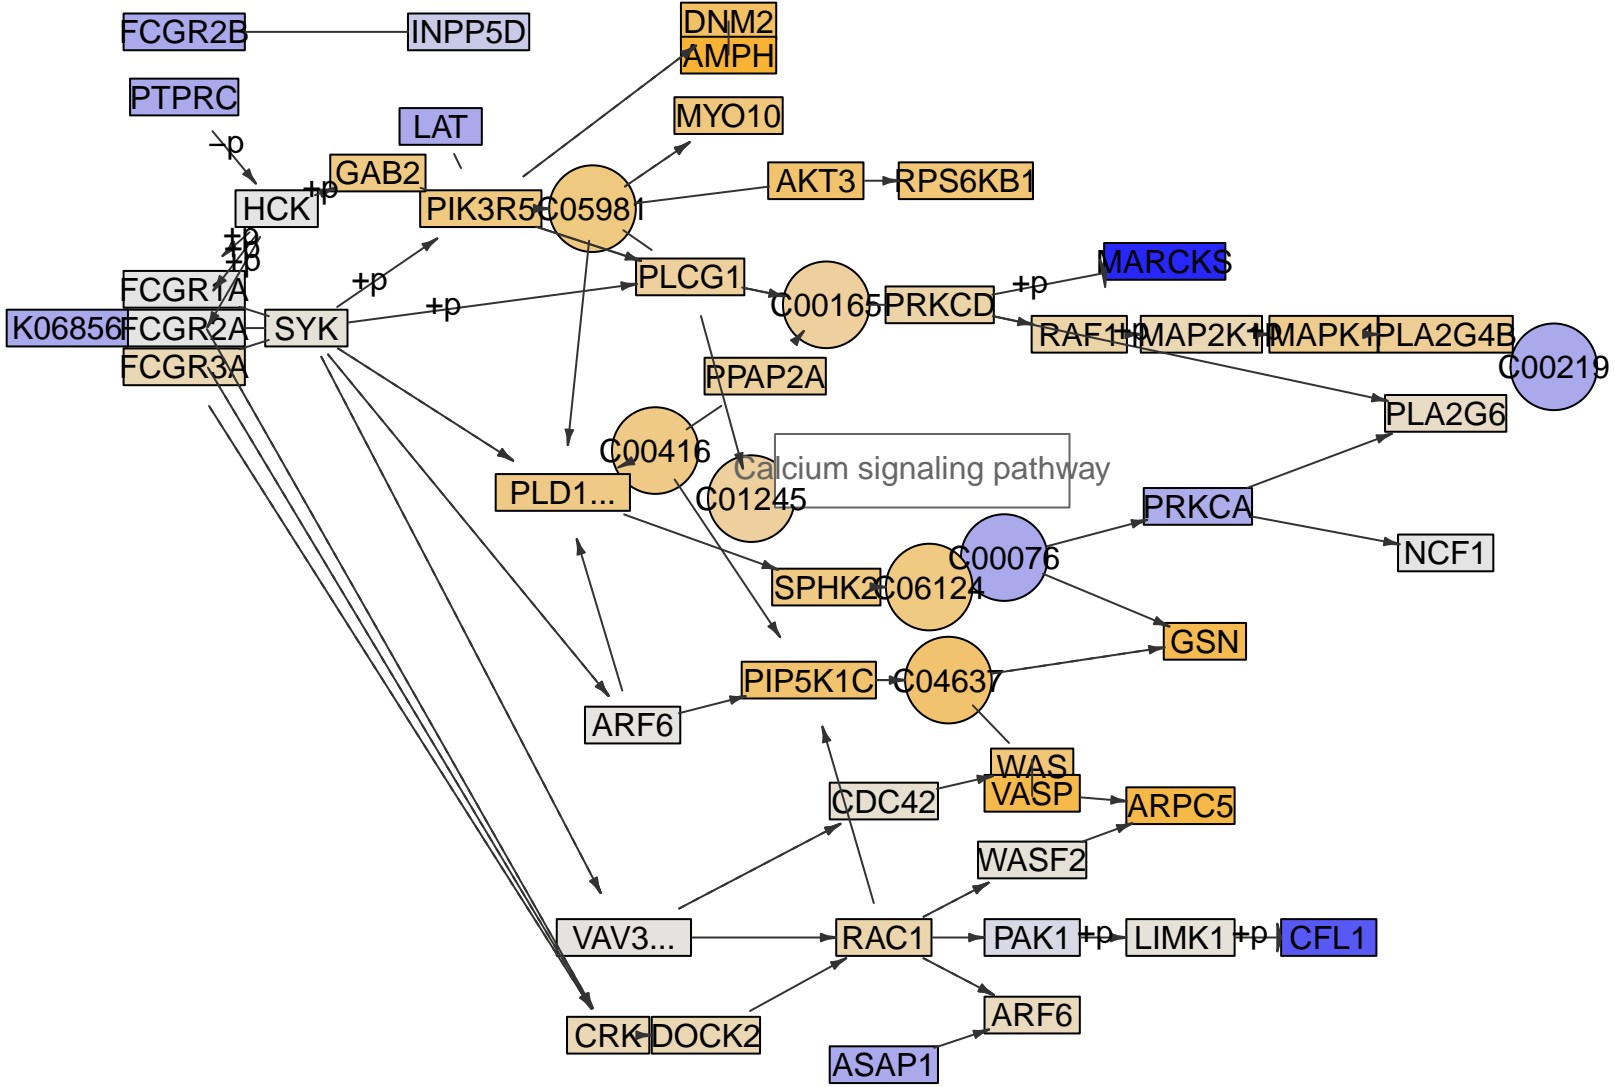 FCGR2B
INPP5D
DNM2
AMPH
PTPRC
MYO10
LAT
–p
GAB2
+p
AKT3
RPS6KB1
HCK
PIK3R5
C05981
+p
+p
+p
MARCKS
FCGR1A
+p
PLCG1
+p
+p
C00165
PRKCD
K06856
FCGR2A
SYK
RAF1
+p
MAP2K1
+p
MAPK1
PLA2G4B
FCGR3A
PPAP2A
C00219
PLA2G6
C00416
Calcium signaling pathway
PLD1...
C01245
PRKCA
NCF1
C00076
SPHK2
C06124
GSN
PIP5K1C
C04637
ARF6
WAS
VASP
CDC42
ARPC5
WASF2
VAV3...
RAC1
PAK1
+p
LIMK1
+p
CFL1
ARF6
CRK
DOCK2
ASAP1